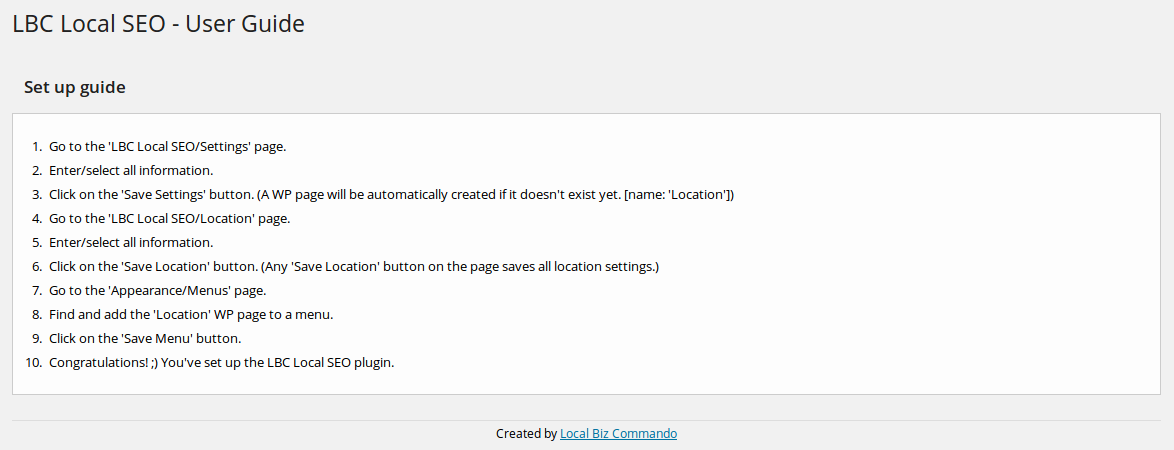 LBC Local SEO - User Guide
Set up guide
1. Go to the 'LBC Local SEO/Settings' page.
2. Enter/select all information.
3. Click on the 'Save Settings' button. (A WP page will be automatically created if it doesn't exist yet. [name: 'Location'])
4. Go to the 'LBC Local SEO/Location' page.
5. Enter/select all information.
6. Click on the 'Save Location' button. (Any 'Save Location' button on the page saves all location settings.)
7. Go to the 'Appearance/Menus' page.
8. Find and add the 'Location' WP page to a menu.
9. Click on the 'Save Menu' button.
10. Congratulations! ;) You've set up the LBC Local SEO plugin.
Created by Local Biz Commando